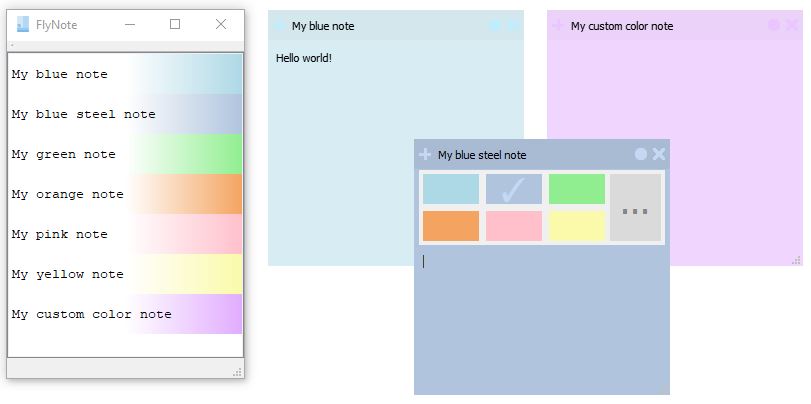 FlyNote
My blue note
My blue steel note
My green note
My orange note
My pink note
My yellow note
My custom color note
My blue note
Hello world!
My custom color note
My blue steel note
...